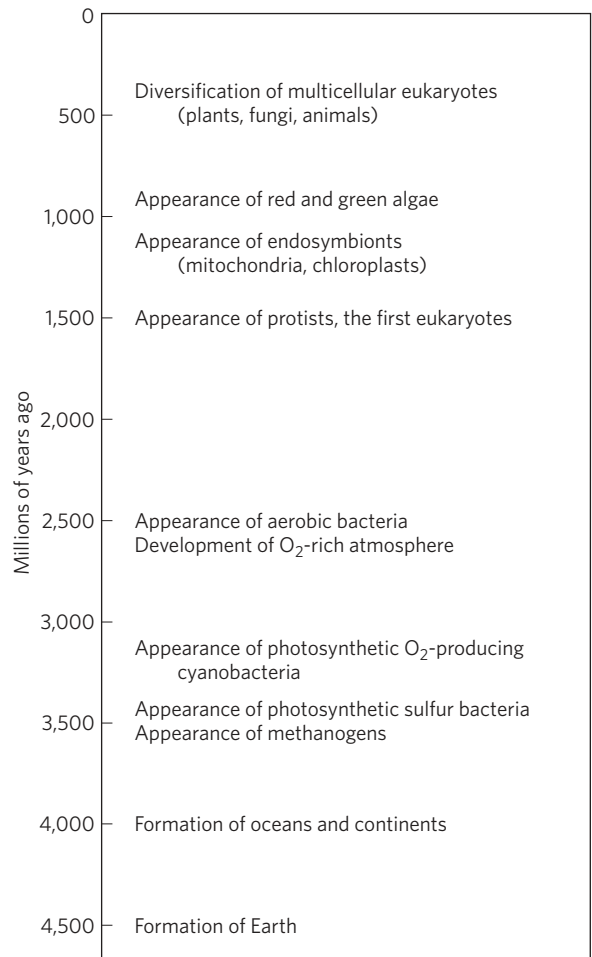 0
Diversification of multicellular eukaryotes
(plants, fungi, animals)
500
Appearance of red and green algae
1,000
Appearance of endosymbionts
(mitochondria, chloroplasts)
1,500 Appearance of protists, the first eukaryotes
Millions of years ago
2,000
2,500 Appearance of aerobic bacteria
Development of O₂-rich atmosphere
3,000
Appearance of photosynthetic O₂-producing
cyanobacteria
Appearance of photosynthetic sulfur bacteria
3,500
Appearance of methanogens
4,000 Formation of oceans and continents
4,500 Formation of Earth